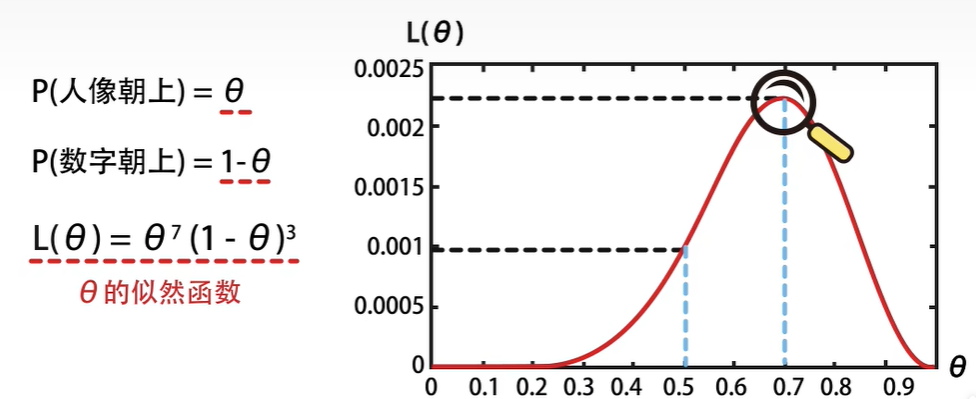 P(人像朝上) = θ
P(数字朝上) = 1-θ
L(θ) = θ⁷ (1 - θ)³
θ 的似然函数
L(θ)
0.0025
0.002
0.0015
0.001
0.0005
0
0 0.1 0.2 0.3 0.4 0.5 0.6 0.7 0.8 0.9
θ